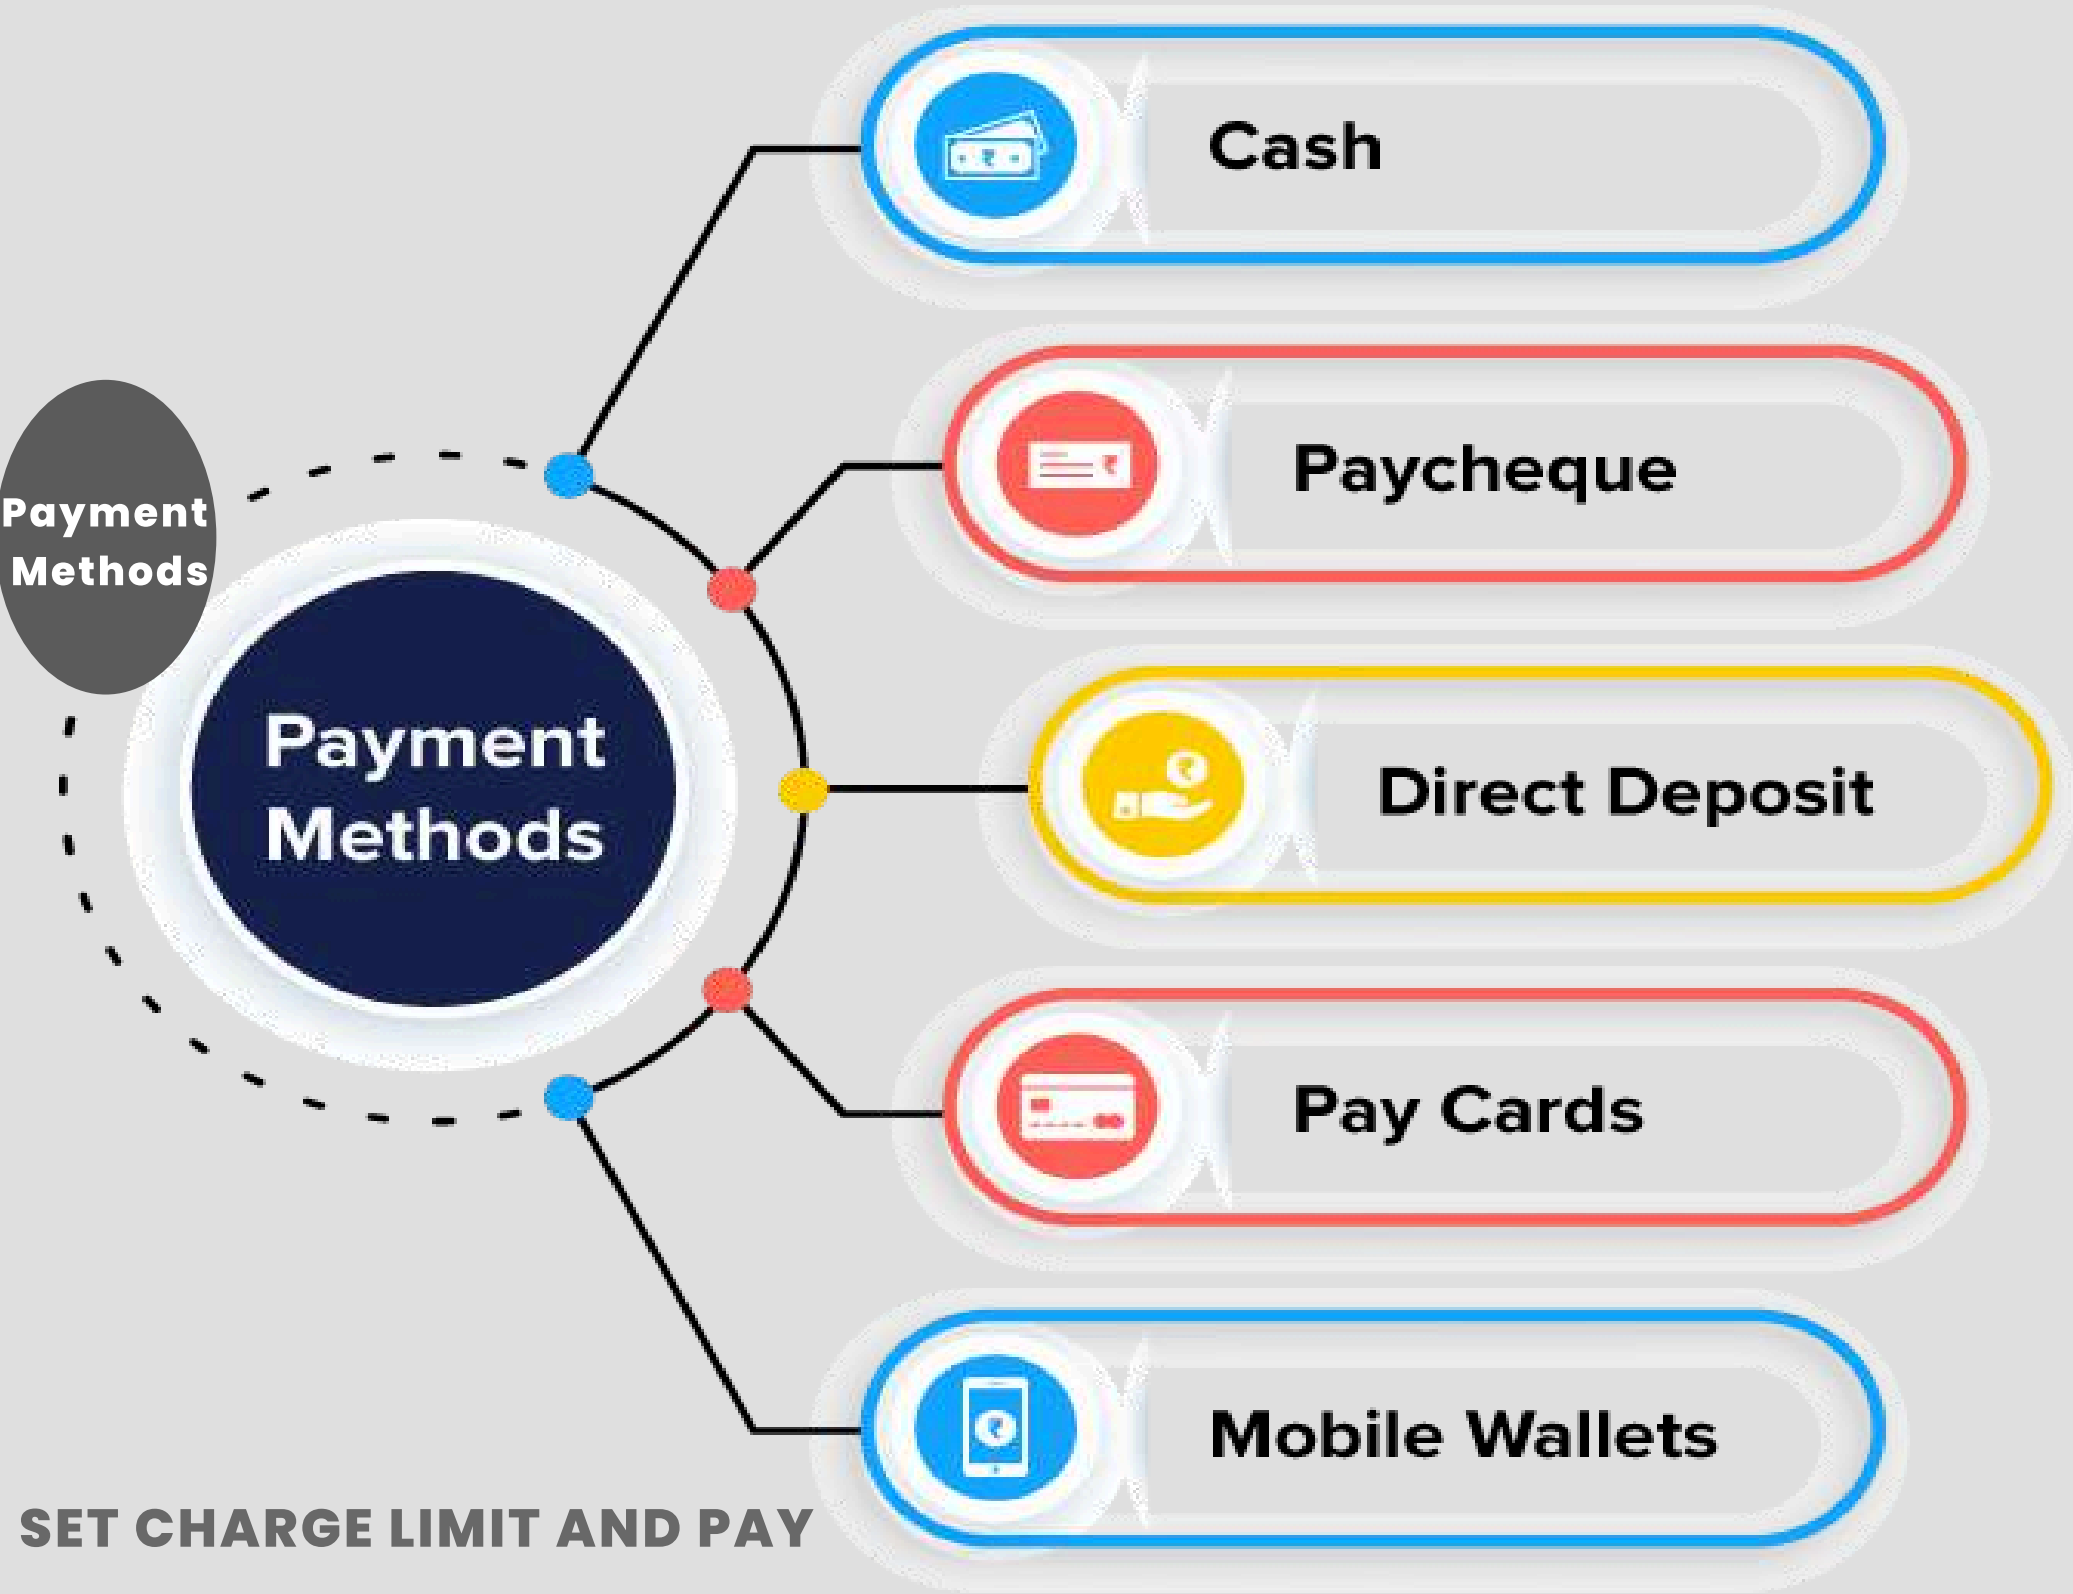 Cash
Paycheque
Payment
Methods
Payment
Methods
Direct Deposit
Pay Cards
Mobile Wallets
SET CHARGE LIMIT AND PAY